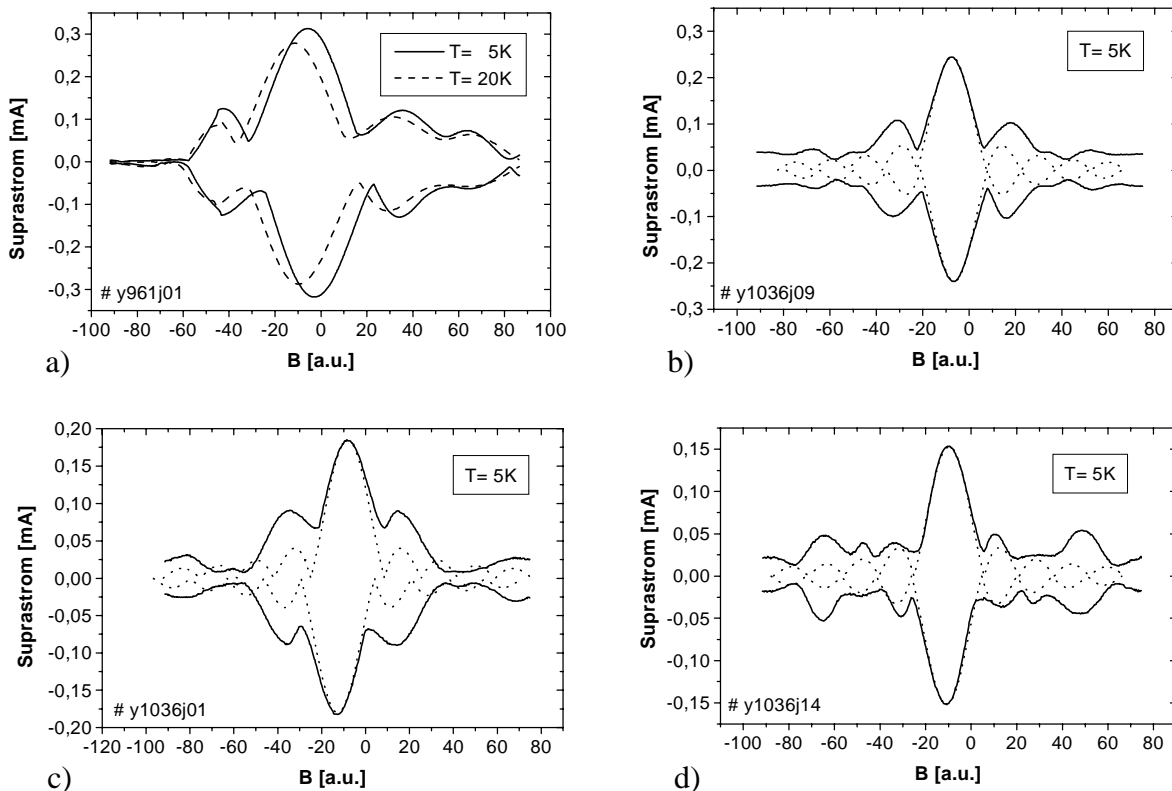 0,3
0,2
0,1
0,0
0,1
0,2
0,3
Suprastrom [mA]
T= 5K
T= 20K
# y961j01
-100 -80 -60 -40 -20 0 20 40 60 80 100
B [a.u.]
a)
0,3
0,2
0,1
0,0
-0,1
-0,2
-0,3
Suprastrom [mA]
T= 5K
# y1036j09
-100 -80 -60 -40 -20 0 20 40 60 80
B [a.u.]
b)
0,20
0,15
0,10
0,05
0,00
-0,05
-0,10
-0,15
-0,20
Suprastrom [mA]
T= 5K
# y1036j01
-120 -100 -80 -60 -40 -20 0 20 40 60 80
B [a.u.]
c)
0,15
0,10
0,05
0,00
-0,05
-0,10
-0,15
Suprastrom [mA]
T= 5K
# y1036j14
-100 -80 -60 -40 -20 0 20 40 60 80
B [a.u.]
d)